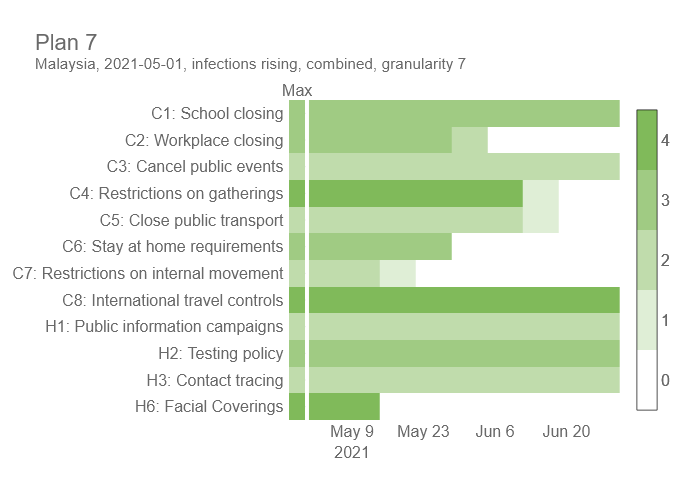 Plan 7
Malaysia, 2021-05-01, infections rising, combined, granularity 7
Max
C1: School closing
C2: Workplace closing
C3: Cancel public events
C4: Restrictions on gatherings
C5: Close public transport
C6: Stay at home requirements
C7: Restrictions on internal movement
C8: International travel controls
H1: Public information campaigns
H2: Testing policy
H3: Contact tracing
H6: Facial Coverings
May 9 May 23 Jun 6 Jun 20
2021
4
3
2
1
0